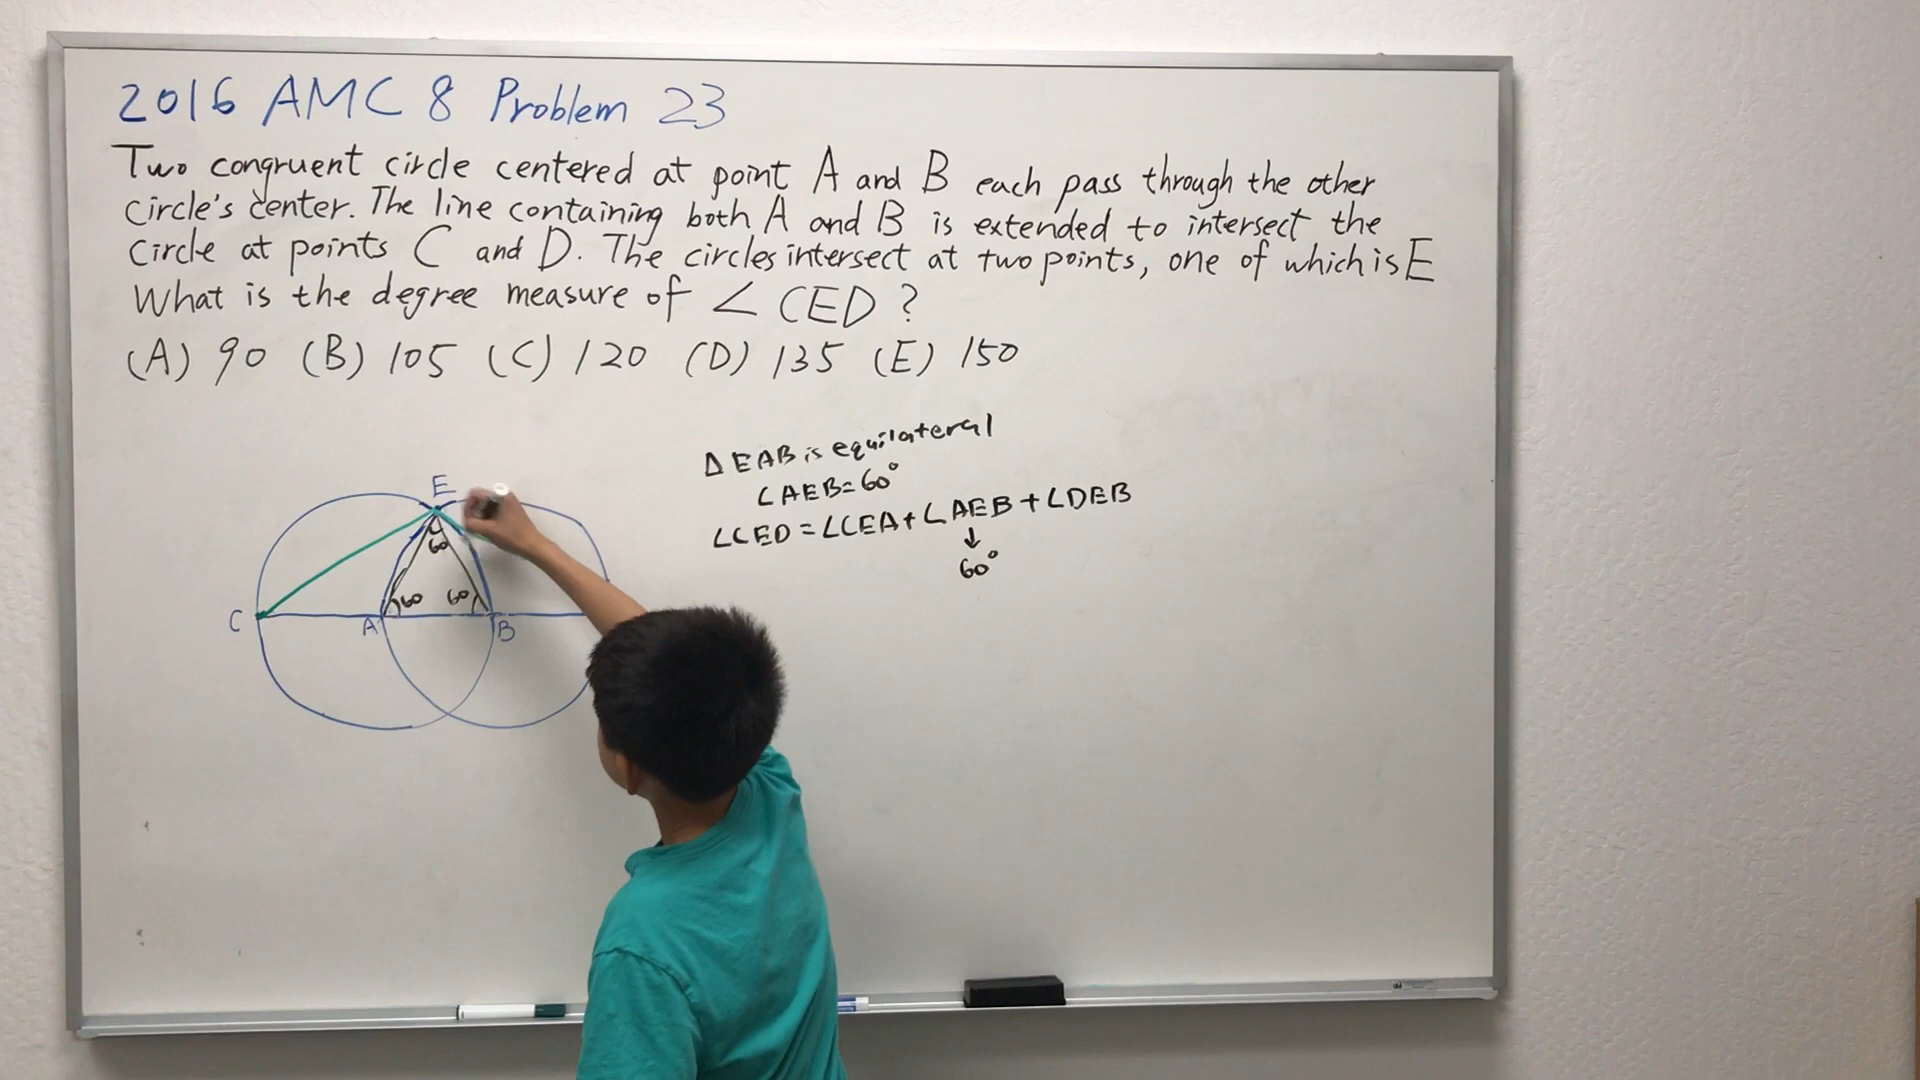 2016 AMC 8 Problem 23
Two congruent circle centered at point A and B each pass through the other
circle's center. The line containing both A and B is extended to intersect the
circle at points C and D. The circles intersect at two points, one of which is E
What is the degree measure of ∠CED?
(A) 90 (B) 105 (C) 120 (D) 135 (E) 150
Δ EAB is equilateral
∠AEB=60°
∠CED=∠CEA+∠AEB+∠DEB
↓
60°
E
60
60 60
C A B